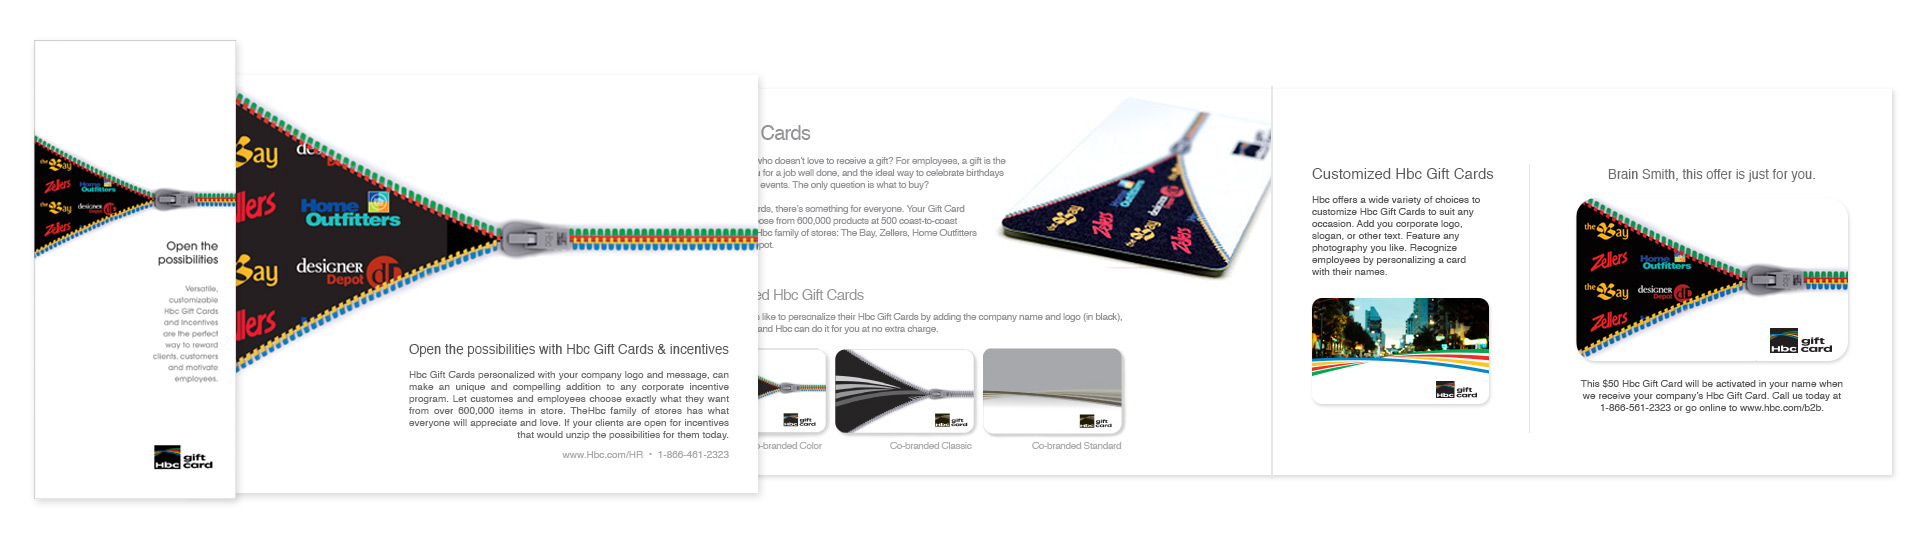 the Bay
Zellers
Home
Outfitters
the Bay
designer
Depot
Zellers
Open the
possibilities
Versatile,
customizable
Hbc Gift Cards
and Incentives
are the perfect
way to reward
clients, customers
and motivate
employees.
Hbc gift
card
Bay
de
Depot
llers
Home
Outfitters
Bay
designer
Depot
llers
Hbc
Open the possibilities with Hbc Gift Cards & incentives
Hbc Gift Cards personalized with your company logo and message, can
make an unique and compelling addition to any corporate incentive
program. Let customes and employees choose exactly what they want
from over 600,000 items in store. TheHbc family of stores has what
everyone will appreciate and love. If your clients are open for incentives
that would unzip the possibilities for them today.
www.Hbc.com/HR • 1-866-461-2323
Cards
who doesn't love to receive a gift? For employees, a gift is the
for a job well done, and the ideal way to celebrate birthdays
events. The only question is what to buy?
rds, there's something for everyone. Your Gift Card
ose from 600,000 products at 500 coast-to-coast
Hbc family of stores: The Bay, Zellers, Home Outfitters
pot.
the Bay
Zellers
Home
Outfitters
the Bay
designer
Depot
Zellers
Hbc
ed Hbc Gift Cards
like to personalize their Hbc Gift Cards by adding the company name and logo (in black),
and Hbc can do it for you at no extra charge.
Hbc gift
card
Hbc gift
card
Hbc gift
card
o-branded Color
Co-branded Classic
Co-branded Standard
Customized Hbc Gift Cards
Hbc offers a wide variety of choices to
customize Hbc Gift Cards to suit any
occasion. Add you corporate logo,
slogan, or other text. Feature any
photography you like. Recognize
employees by personalizing a card
with their names.
Hbc gift
card
Brain Smith, this offer is just for you.
the Bay
Zellers
Home
Outfitters
the Bay
designer
Depot
Zellers
Hbc gift
card
This $50 Hbc Gift Card will be activated in your name when
we receive your company's Hbc Gift Card. Call us today at
1-866-561-2323 or go online to www.hbc.com/b2b.